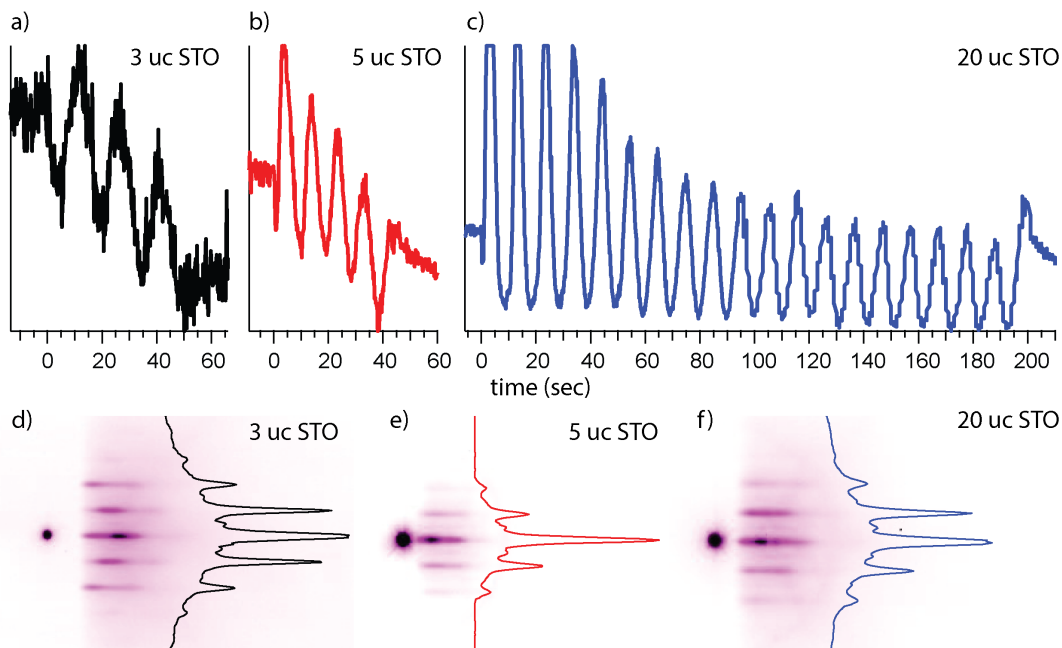 a) 3 uc STO
b) 5 uc STO
c) 20 uc STO
0 20 40 60
0 20 40 60
0 20 40 60 80 100 120 140 160 180 200
time (sec)
d) 3 uc STO
e) 5 uc STO
f) 20 uc STO